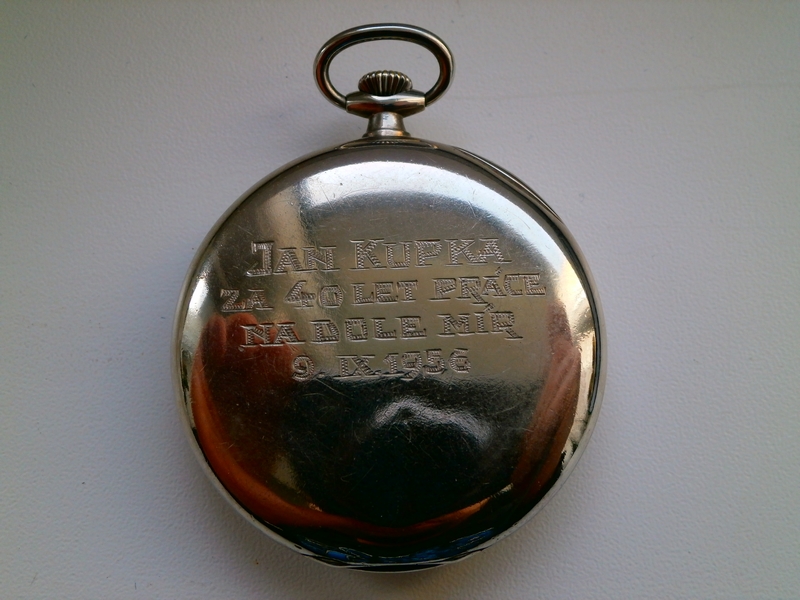 JAN KUPKA
ZA 40 LET PRÁCE
NA DOLE MÍR
9. IX. 1956